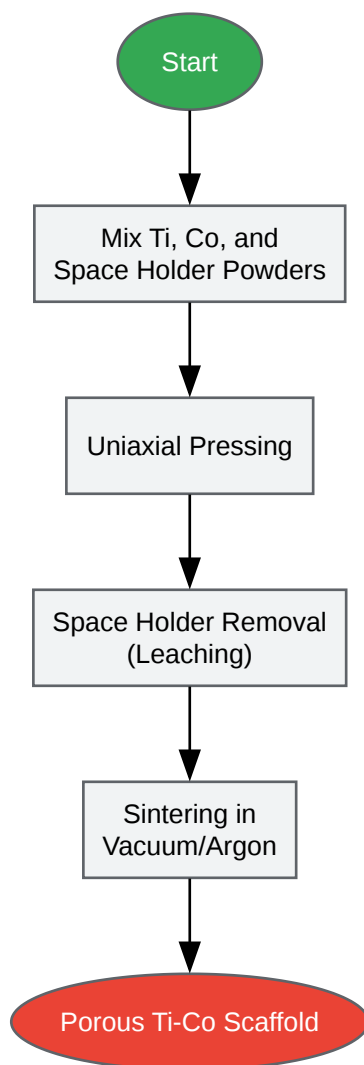 Start
Mix Ti, Co, and
Space Holder Powders
Uniaxial Pressing
Space Holder Removal
(Leaching)
Sintering in
Vacuum/Argon
Porous Ti-Co Scaffold